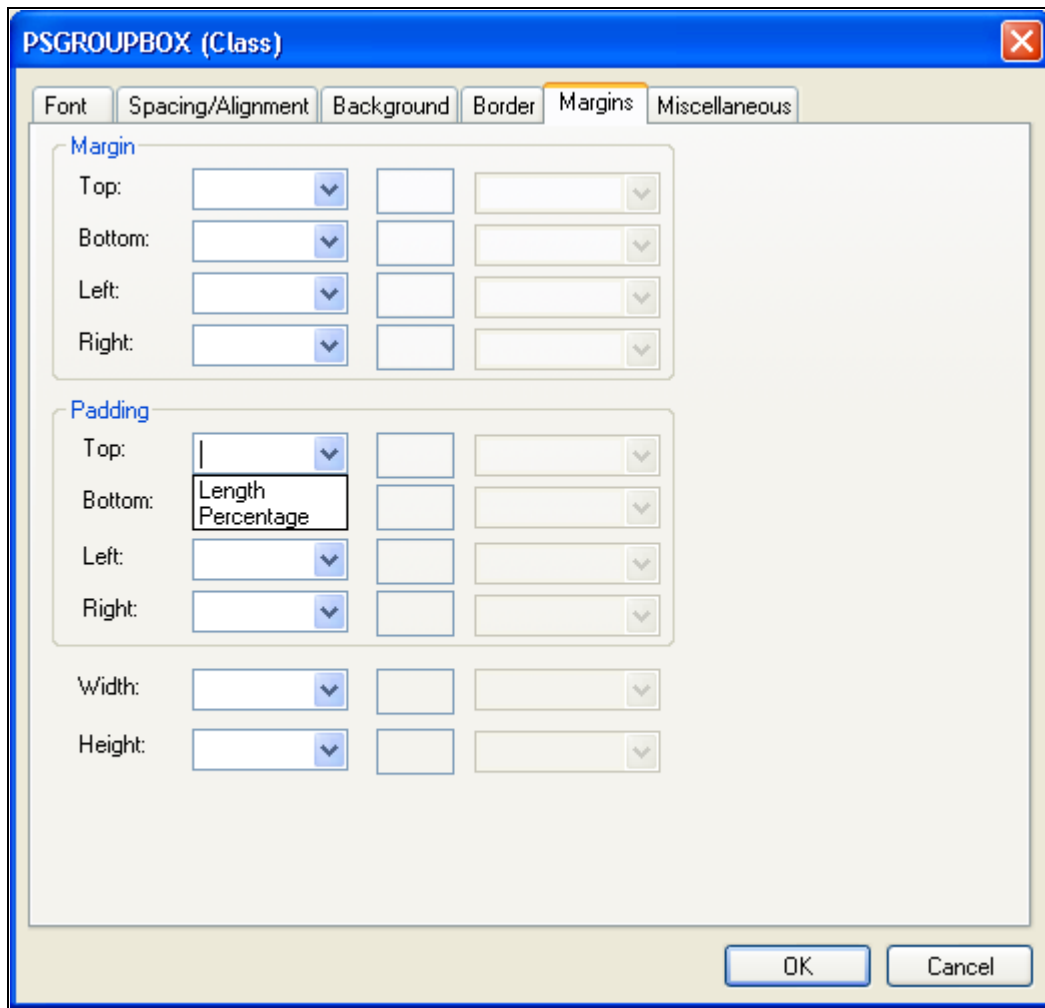 PSGROUPBOX (Class)
Font Spacing/Alignment Background Border Margins Miscellaneous
Margin
Top:
Bottom:
Left:
Right:
Padding
Top:
Length
Bottom:
Percentage
Left:
Right:
Width:
Height:
OK Cancel